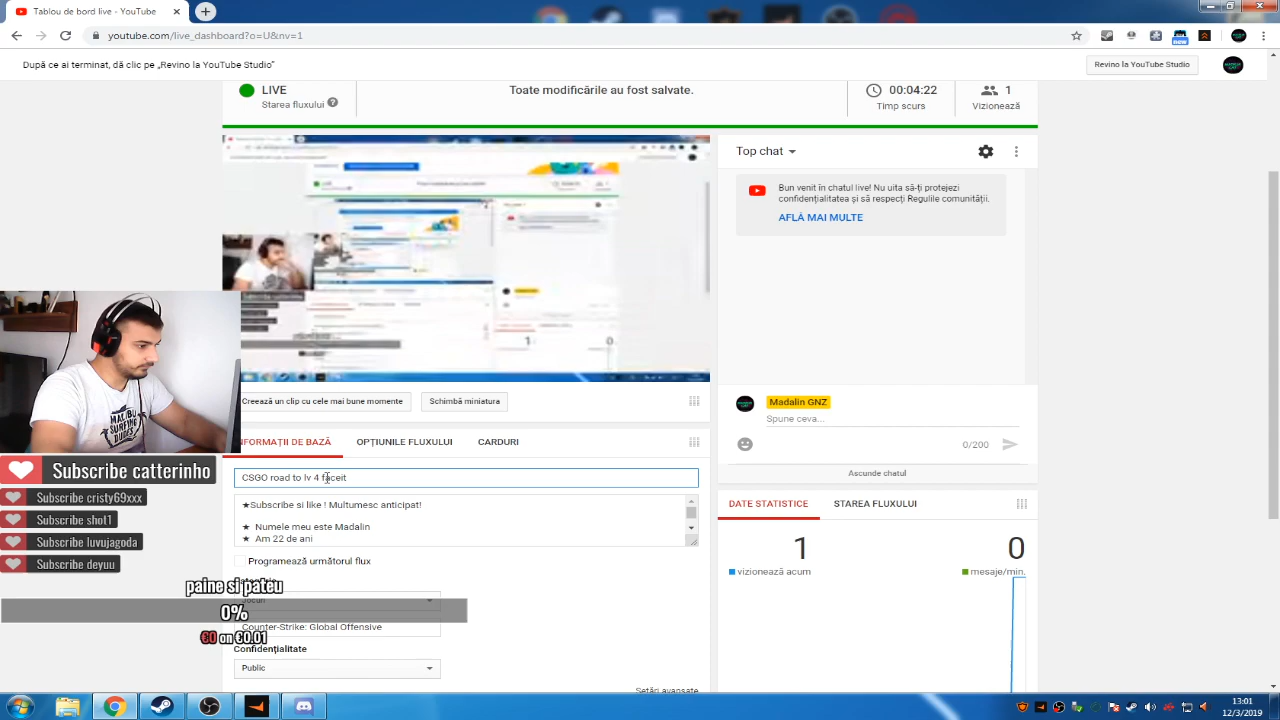 Tablou de bord live - YouTube
youtube.com/live_dashboard?o=U&nv=1
new
După ce ai terminat, dă clic pe „Revino la YouTube Studio”
Revino la YouTube Studio
LIVE
Starea fluxului
Toate modificările au fost salvate.
00:04:22
Timp scurs
1
Vizionează
Top chat
Bun venit în chatul live! Nu uita să-ți protejezi
confidențialitatea și să respecți Regulile comunității.
AFLĂ MAI MULTE
Madalin GNZ
Spune ceva...
0/200
Ascunde chatul
Creează un clip cu cele mai bune momente
Schimbă miniatura
NFORMAȚII DE BAZĂ
OPȚIUNILE FLUXULUI
CARDURI
CSGO road to lv 4 faceit
★Subscribe si like ! Multumesc anticipat!
★ Numele meu este Madalin
★ Am 22 de ani
Programează următorul flux
Jocuri
Counter-Strike: Global Offensive
Confidențialitate
Public
Setări avansate
DATE STATISTICE
STAREA FLUXULUI
1
vizionează acum
0
mesaje/min.
Subscribe catterinho
Subscribe cristy69xxx
Subscribe shot1
Subscribe luvujagoda
Subscribe deyuu
paine si pateu
0%
€0 on €0.01
13:01
12/3/2019